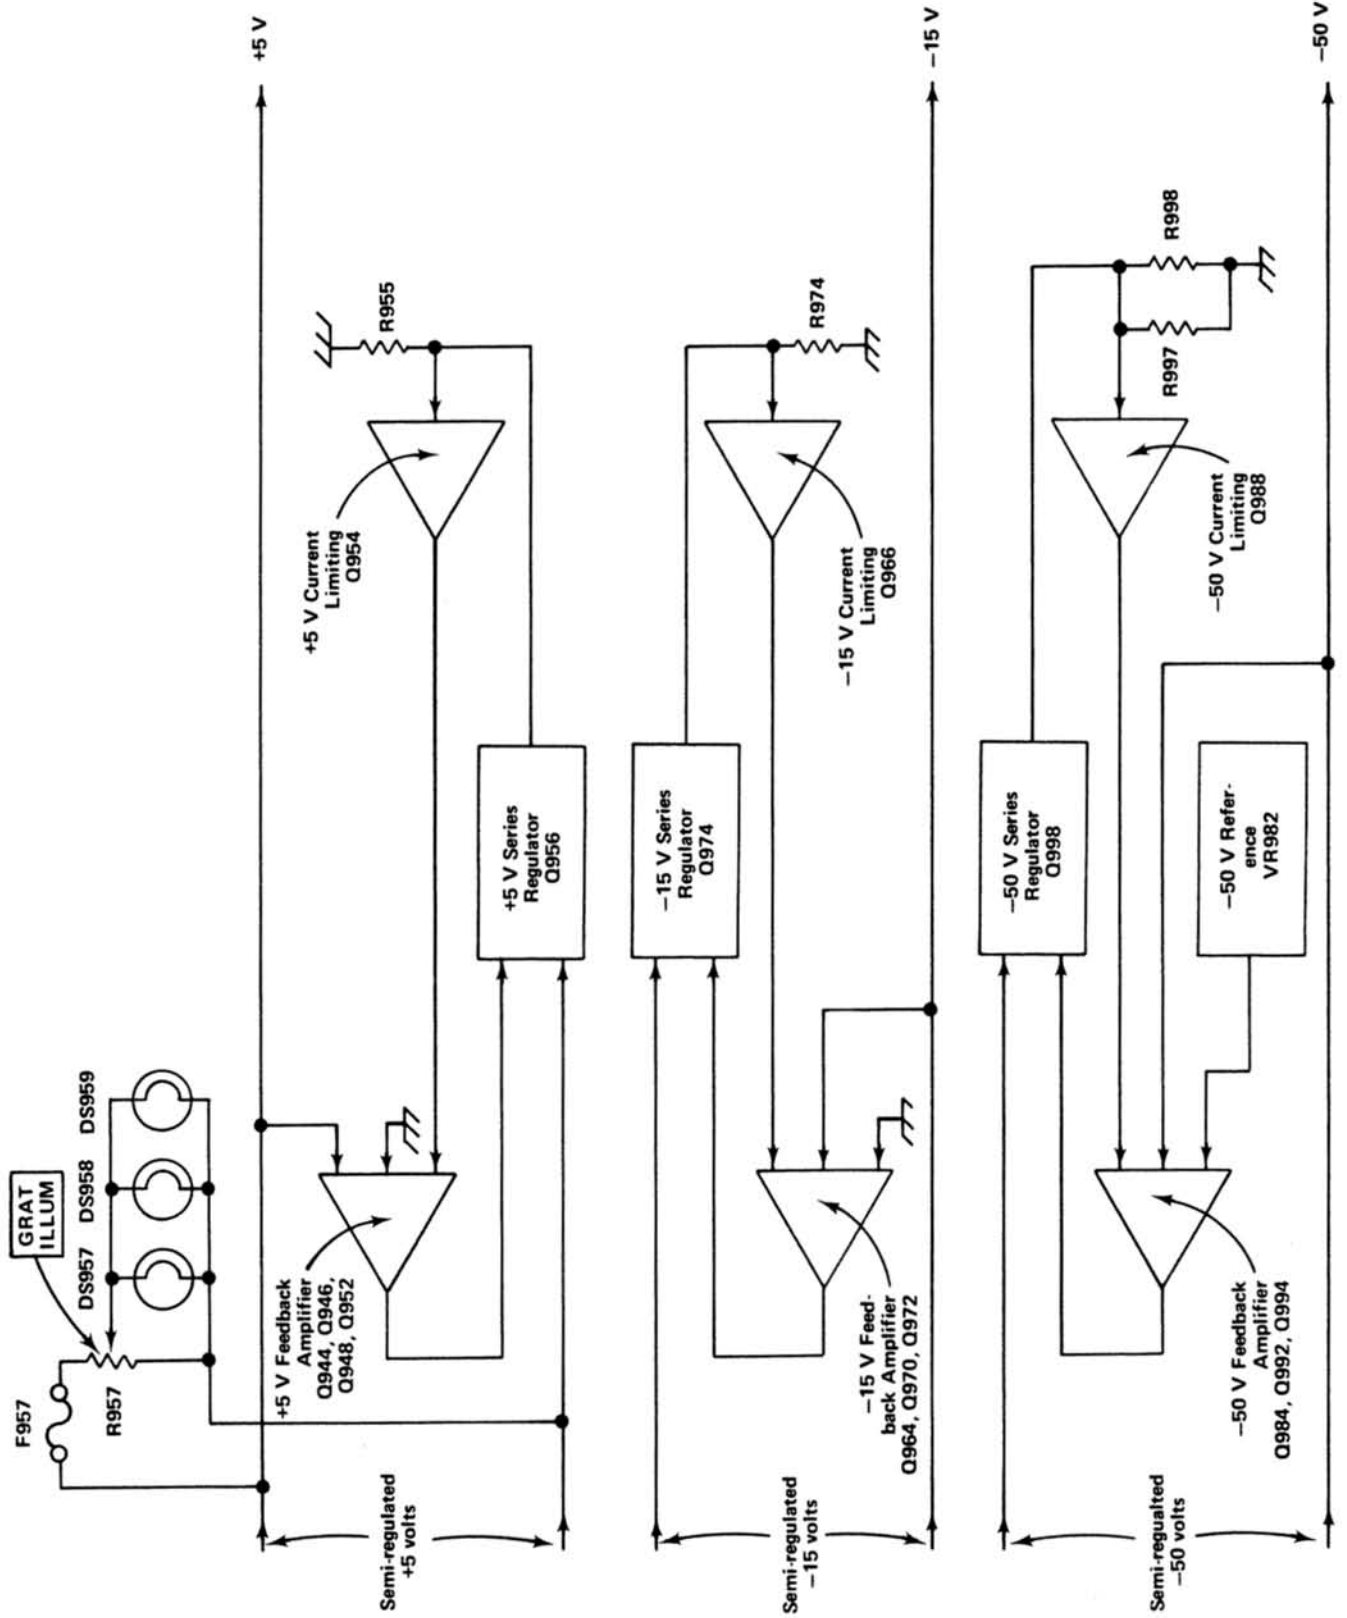 F957
R957
GRAT
ILLUM
DS957
DS958
DS959
+5 V
+5 V Feedback
Amplifier
Q944, Q946,
Q948, Q952
+5 V Current
Limiting
Q954
R955
Semi-regulated
+5 volts
+5 V Series
Regulator
Q956
−15 V Series
Regulator
Q974
R974
Semi-regulated
−15 volts
−15 V Feed-
back Amplifier
Q964, Q970, Q972
−15 V Current
Limiting
Q966
−15 V
−50 V Series
Regulator
Q998
R997
R998
Semi-regualted
−50 volts
−50 V Feedback
Amplifier
Q984, Q992, Q994
−50 V Refer-
ence
VR982
−50 V Current
Limiting
Q988
−50 V